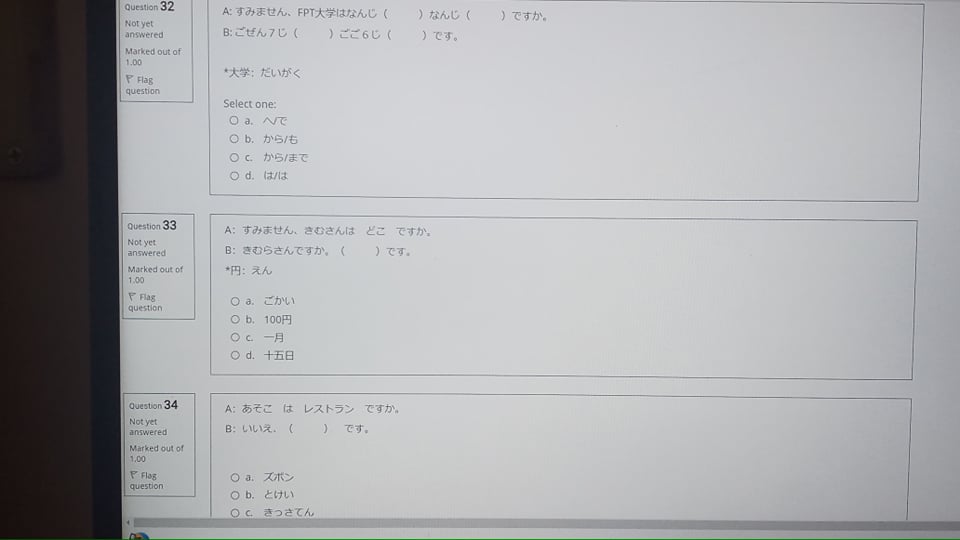 Question 32
Not yet
answered
Marked out of
1.00
Flag
question
A: すみません、FPT大学はなんじ（　　　）なんじ（　　　）ですか。
B: ごぜん７じ（　　　）ごご６じ（　　　）です。
*大学：だいがく
Select one:
a. へ/で
b. から/も
c. から/まで
d. は/は
Question 33
Not yet
answered
Marked out of
1.00
Flag
question
A: すみません、きむさんは　どこ　ですか。
B: きむらさんですか。（　　　）です。
*円：えん
a. ごかい
b. 100円
c. 一月
d. 十五日
Question 34
Not yet
answered
Marked out of
1.00
Flag
question
A: あそこ　は　レストラン　ですか。
B: いいえ、（　　　）　です。
a. ズボン
b. とけい
c. きっさてん